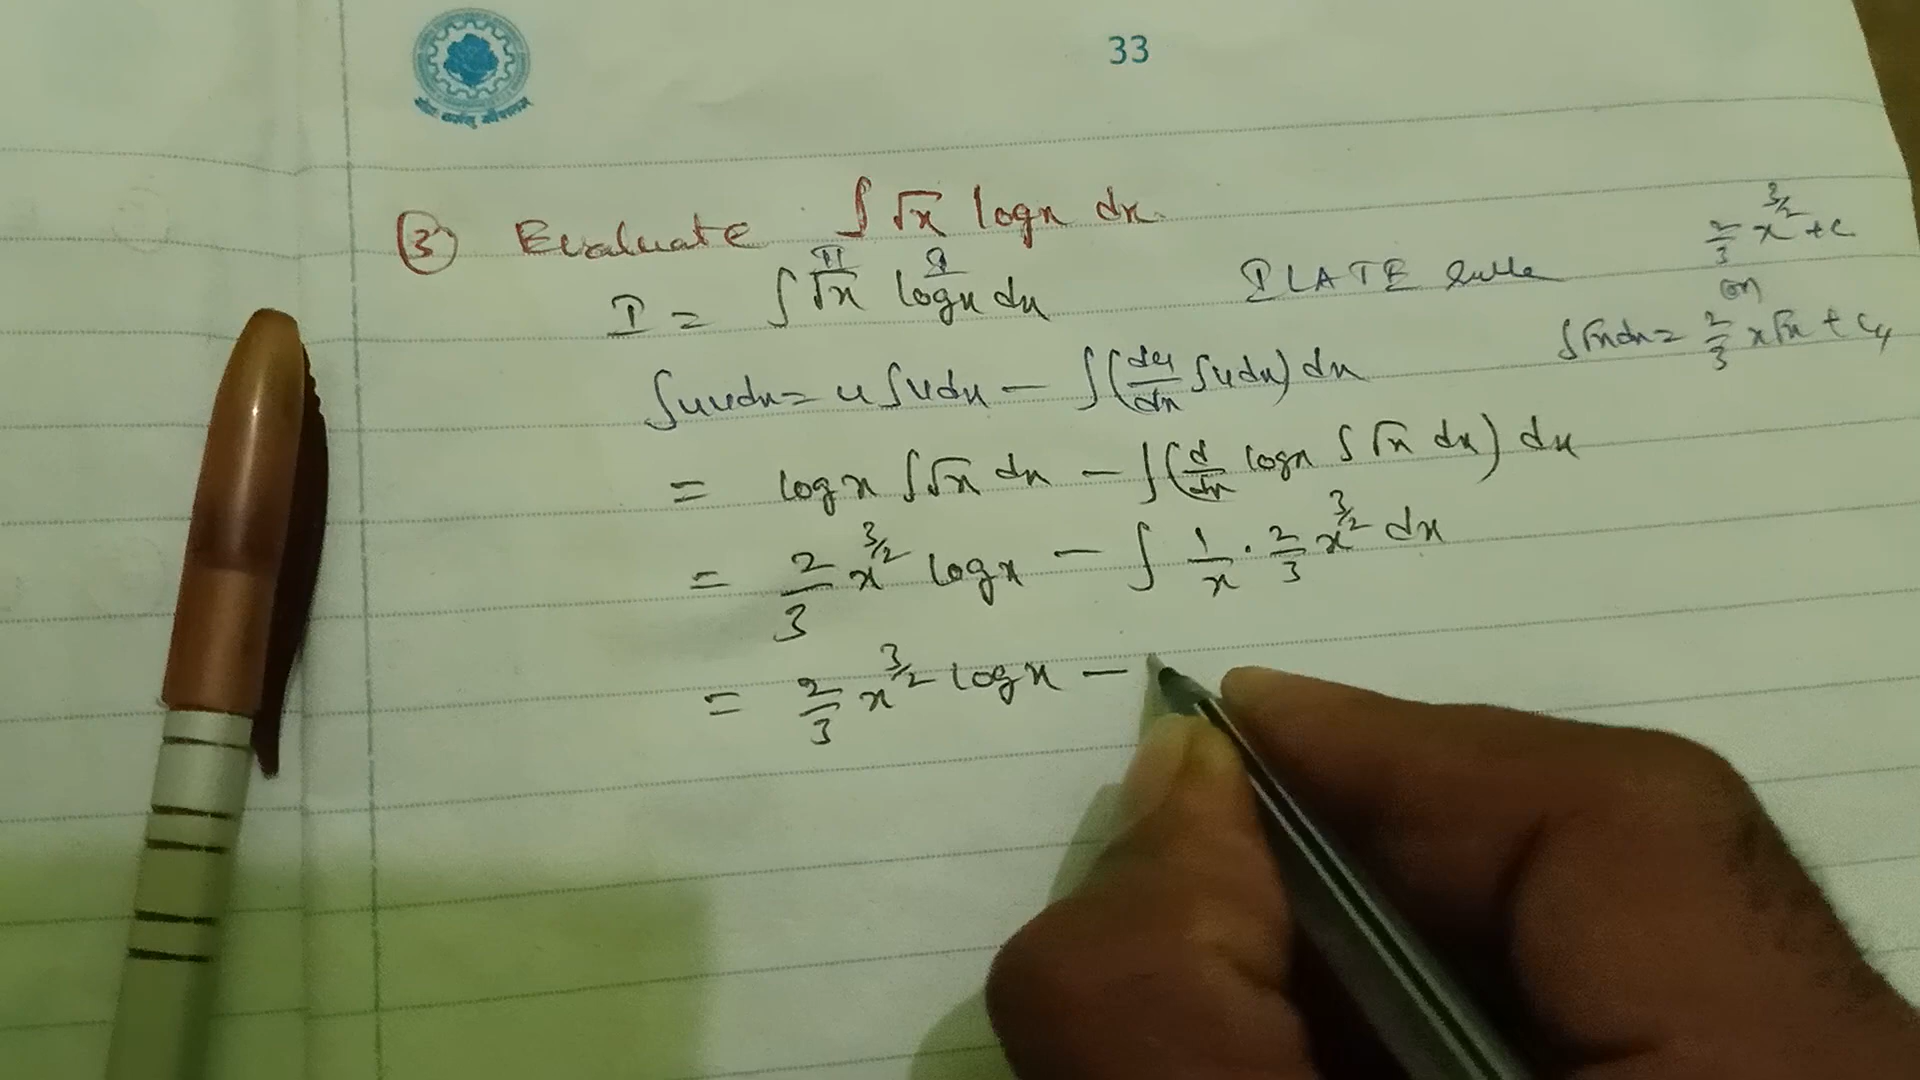 33
③ Evaluate ∫ √x logx dx.
II I
I = ∫ √x logx dx
ILATE Rule
2/3 x^3/2 + c
(or)
∫√x dx = 2/3 x√x + c//
∫uvdx = u ∫vdx − ∫(du/dx ∫vdx) dx
= logx ∫√x dx − ∫(d/dx logx ∫√x dx) dx
= 2/3 x^3/2 logx − ∫ 1/x · 2/3 x^3/2 dx
= 2/3 x^3/2 logx −